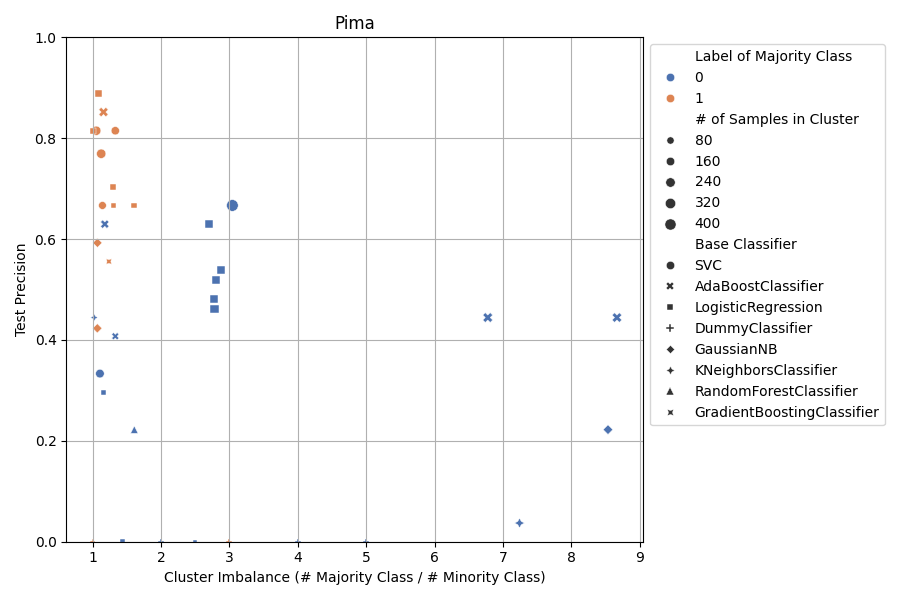 Pima
1.0
0.8
0.6
0.4
0.2
0.0
Test Precision
1 2 3 4 5 6 7 8 9
Cluster Imbalance (# Majority Class / # Minority Class)
Label of Majority Class
0
1
# of Samples in Cluster
80
160
240
320
400
Base Classifier
SVC
AdaBoostClassifier
LogisticRegression
DummyClassifier
GaussianNB
KNeighborsClassifier
RandomForestClassifier
GradientBoostingClassifier